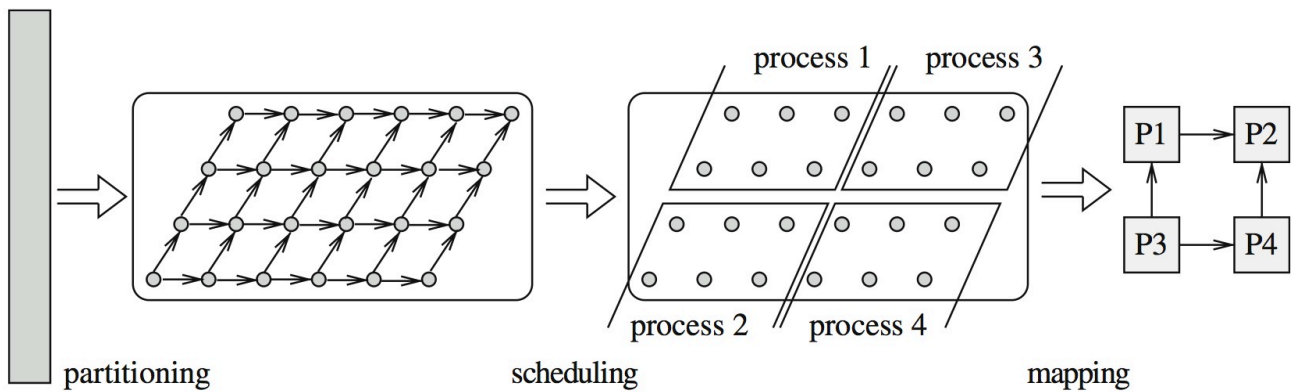 process 1
process 3
P1
P2
P3
P4
process 2
process 4
partitioning
scheduling
mapping